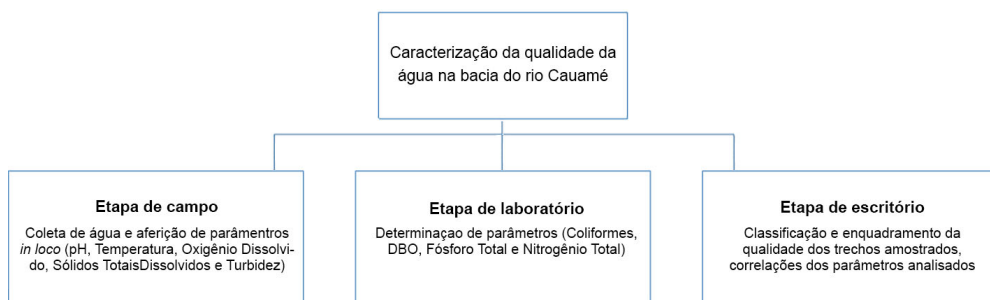 Caracterização da qualidade da
água na bacia do rio Cauamé
Etapa de campo
Coleta de água e aferição de parâmentros
in loco (pH, Temperatura, Oxigênio Dissolvi-
do, Sólidos TotaisDissolvidos e Turbidez)
Etapa de laboratório
Determinaçao de parâmetros (Coliformes,
DBO, Fósforo Total e Nitrogênio Total)
Etapa de escritório
Classificação e enquadramento da
qualidade dos trechos amostrados,
correlações dos parâmetros analisados